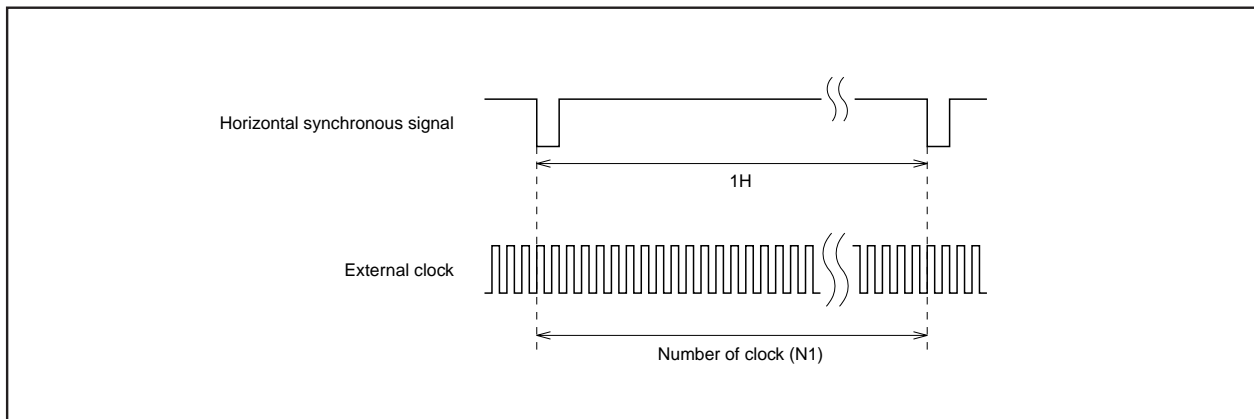 Horizontal synchronous signal
1H
External clock
Number of clock (N1)